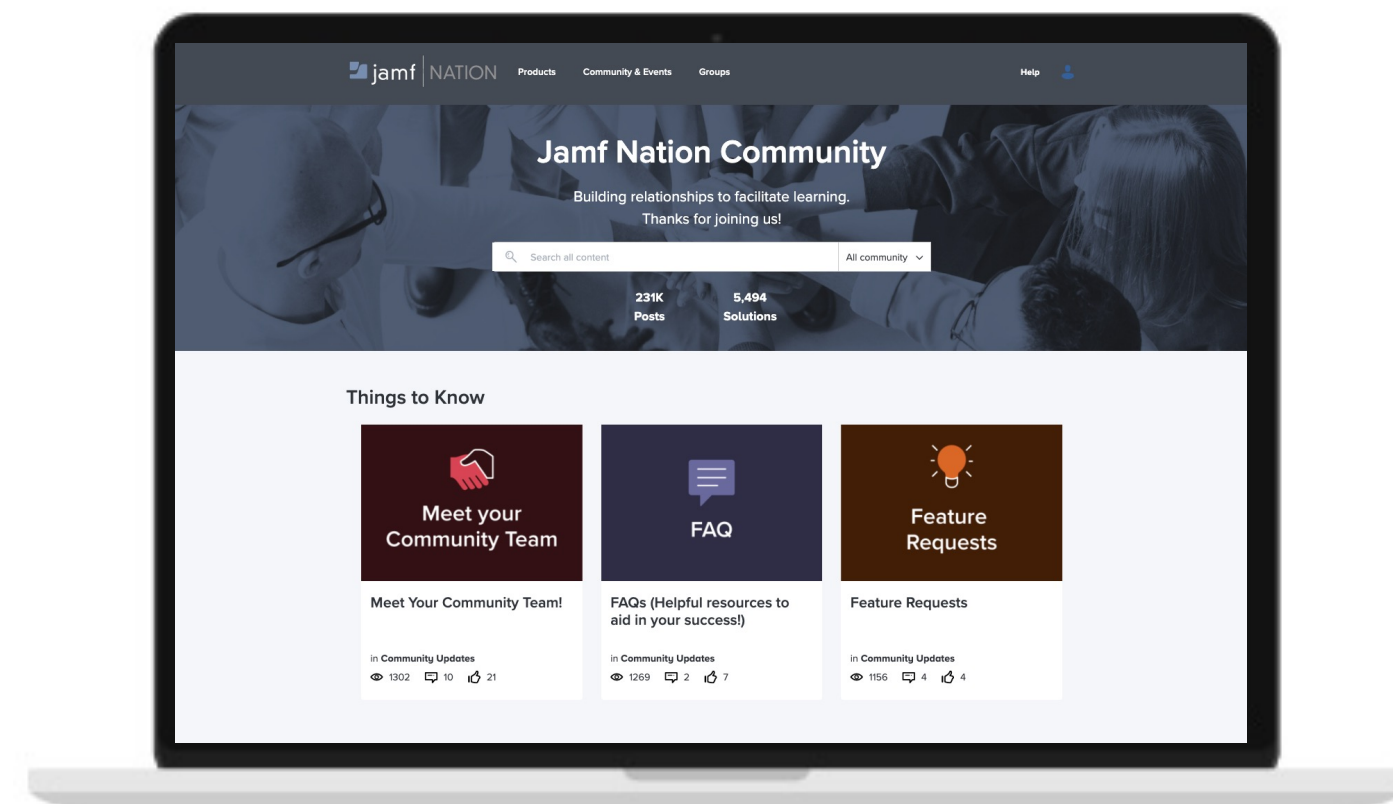 jamf NATION Products Community & Events Groups Help
Jamf Nation Community
Building relationships to facilitate learning.
Thanks for joining us!
Search all content All community
231K 5,494
Posts Solutions
Things to Know
Meet your
Community Team
FAQ
Feature
Requests
Meet Your Community Team!
in Community Updates
1302 10 21
FAQs (Helpful resources to
aid in your success!)
in Community Updates
1269 2 7
Feature Requests
in Community Updates
1156 4 4